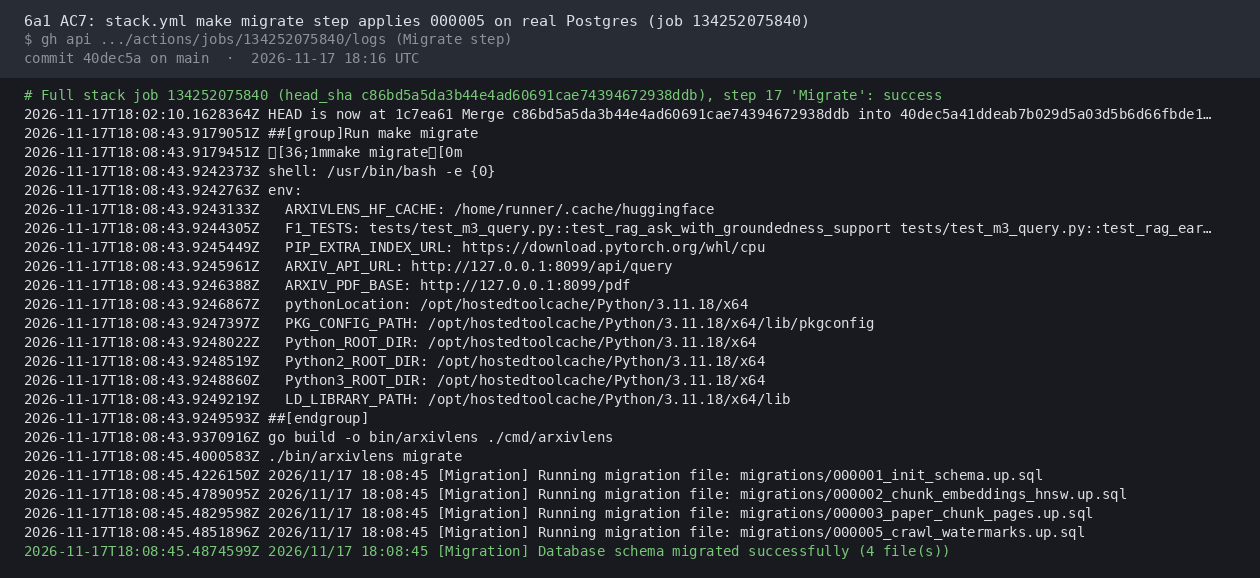 6a1 AC7: stack.yml make migrate step applies 000005 on real Postgres (job 134252075840)
$ gh api .../actions/jobs/134252075840/logs (Migrate step)
commit 40dec5a on main  ·  2026-11-17 18:16 UTC
# Full stack job 134252075840 (head_sha c86bd5a5da3b44e4ad60691cae74394672938ddb), step 17 'Migrate': success
2026-11-17T18:02:10.1628364Z HEAD is now at 1c7ea61 Merge c86bd5a5da3b44e4ad60691cae74394672938ddb into 40dec5a41ddeab7b029d5a03d5b6d66fbde1…
2026-11-17T18:08:43.9179051Z ##[group]Run make migrate
2026-11-17T18:08:43.9179451Z □[36;1mmake migrate□[0m
2026-11-17T18:08:43.9242373Z shell: /usr/bin/bash -e {0}
2026-11-17T18:08:43.9242763Z env:
2026-11-17T18:08:43.9243133Z   ARXIVLENS_HF_CACHE: /home/runner/.cache/huggingface
2026-11-17T18:08:43.9244305Z   F1_TESTS: tests/test_m3_query.py::test_rag_ask_with_groundedness_support tests/test_m3_query.py::test_rag_ear…
2026-11-17T18:08:43.9245449Z   PIP_EXTRA_INDEX_URL: https://download.pytorch.org/whl/cpu
2026-11-17T18:08:43.9245961Z   ARXIV_API_URL: http://127.0.0.1:8099/api/query
2026-11-17T18:08:43.9246388Z   ARXIV_PDF_BASE: http://127.0.0.1:8099/pdf
2026-11-17T18:08:43.9246867Z   pythonLocation: /opt/hostedtoolcache/Python/3.11.18/x64
2026-11-17T18:08:43.9247397Z   PKG_CONFIG_PATH: /opt/hostedtoolcache/Python/3.11.18/x64/lib/pkgconfig
2026-11-17T18:08:43.9248022Z   Python_ROOT_DIR: /opt/hostedtoolcache/Python/3.11.18/x64
2026-11-17T18:08:43.9248519Z   Python2_ROOT_DIR: /opt/hostedtoolcache/Python/3.11.18/x64
2026-11-17T18:08:43.9248860Z   Python3_ROOT_DIR: /opt/hostedtoolcache/Python/3.11.18/x64
2026-11-17T18:08:43.9249219Z   LD_LIBRARY_PATH: /opt/hostedtoolcache/Python/3.11.18/x64/lib
2026-11-17T18:08:43.9249593Z ##[endgroup]
2026-11-17T18:08:43.9370916Z go build -o bin/arxivlens ./cmd/arxivlens
2026-11-17T18:08:45.4000583Z ./bin/arxivlens migrate
2026-11-17T18:08:45.4226150Z 2026/11/17 18:08:45 [Migration] Running migration file: migrations/000001_init_schema.up.sql
2026-11-17T18:08:45.4789095Z 2026/11/17 18:08:45 [Migration] Running migration file: migrations/000002_chunk_embeddings_hnsw.up.sql
2026-11-17T18:08:45.4829598Z 2026/11/17 18:08:45 [Migration] Running migration file: migrations/000003_paper_chunk_pages.up.sql
2026-11-17T18:08:45.4851896Z 2026/11/17 18:08:45 [Migration] Running migration file: migrations/000005_crawl_watermarks.up.sql
2026-11-17T18:08:45.4874599Z 2026/11/17 18:08:45 [Migration] Database schema migrated successfully (4 file(s))